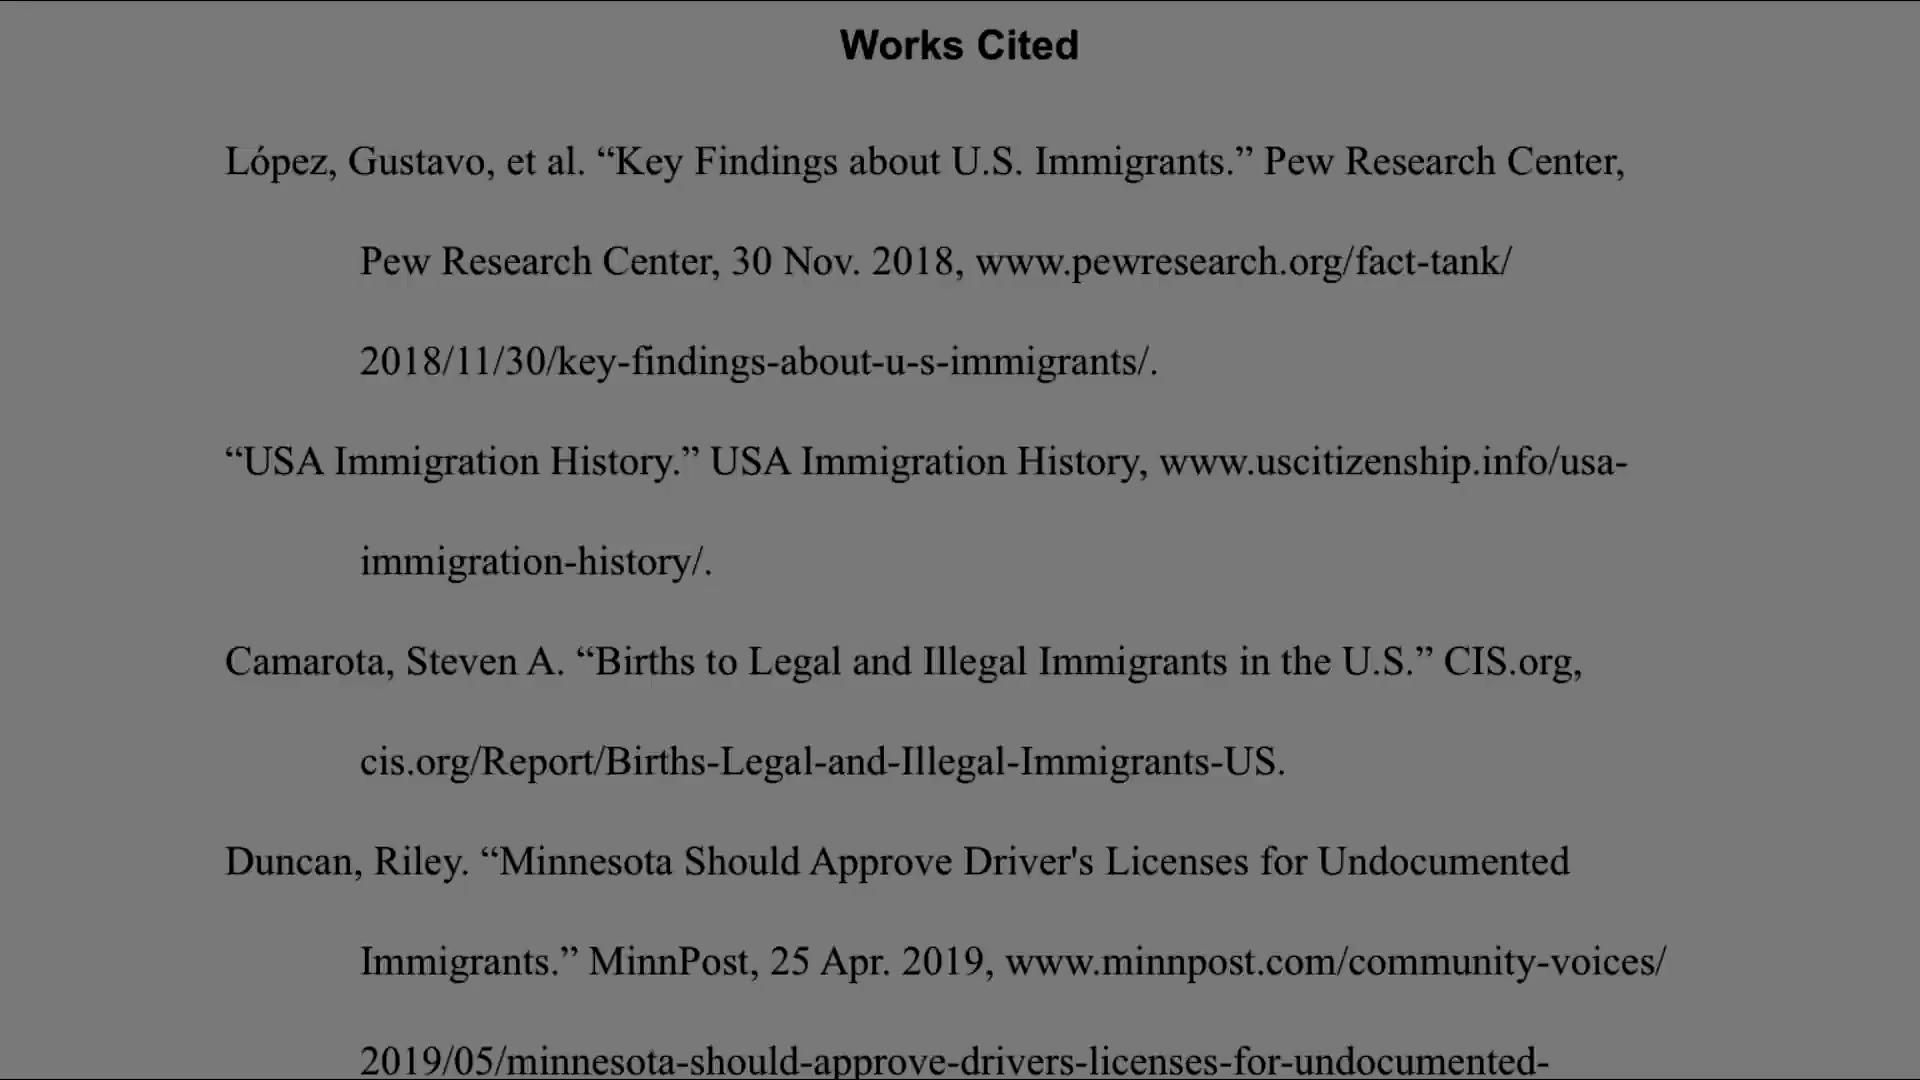 Works Cited
López, Gustavo, et al. “Key Findings about U.S. Immigrants.” Pew Research Center,
Pew Research Center, 30 Nov. 2018, www.pewresearch.org/fact-tank/
2018/11/30/key-findings-about-u-s-immigrants/.
“USA Immigration History.” USA Immigration History, www.uscitizenship.info/usa-
immigration-history/.
Camarota, Steven A. “Births to Legal and Illegal Immigrants in the U.S.” CIS.org,
cis.org/Report/Births-Legal-and-Illegal-Immigrants-US.
Duncan, Riley. “Minnesota Should Approve Driver's Licenses for Undocumented
Immigrants.” MinnPost, 25 Apr. 2019, www.minnpost.com/community-voices/
2019/05/minnesota-should-approve-drivers-licenses-for-undocumented-